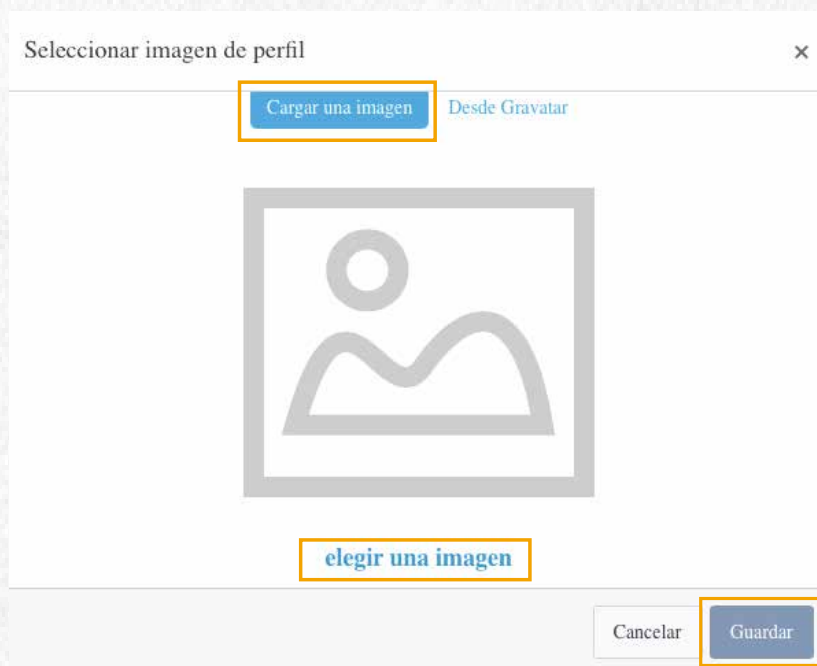 Seleccionar imagen de perfil ×
Cargar una imagen Desde Gravatar
elegir una imagen
Cancelar Guardar